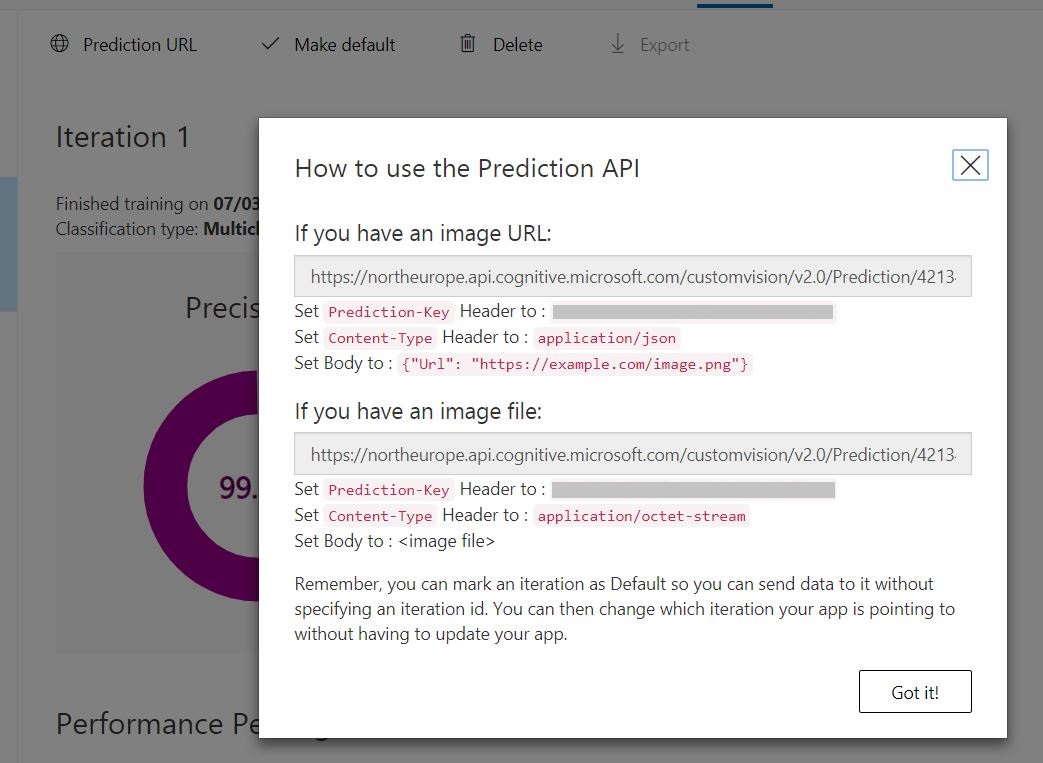 Prediction URL Make default Delete Export
Iteration 1
Finished training on 07/03
Classification type:
99.
How to use the Prediction API
If you have an image URL:
https://northeurope.api.cognitive.microsoft.com/customvision/v2.0/Prediction/4213
Set Prediction-Key Header to :
Set Content-Type Header to : application/json
Set Body to : {"Url": "https://example.com/image.png"}
If you have an image file:
https://northeurope.api.cognitive.microsoft.com/customvision/v2.0/Prediction/4213
Set Prediction-Key Header to :
Set Content-Type Header to : application/octet-stream
Set Body to : <image file>
Remember, you can mark an iteration as Default so you can send data to it without
specifying an iteration id. You can then change which iteration your app is pointing to
without having to update your app.
Got it!
Performance